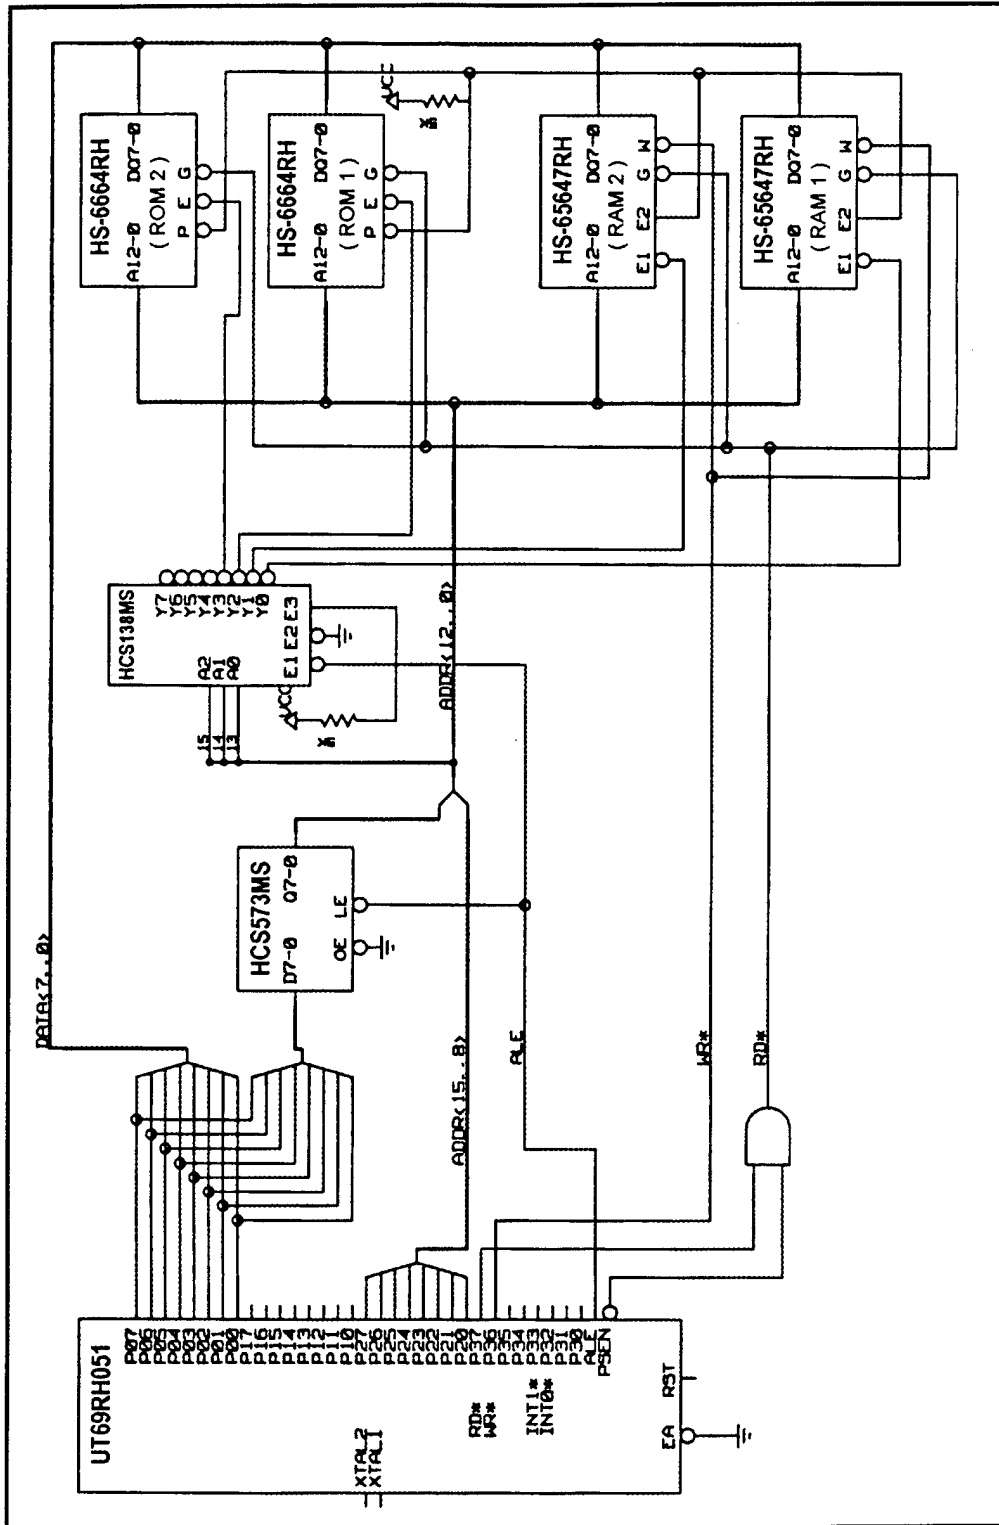 DATA<7..0>
UT69RH051
XTAL2
XTAL1
P07
P06
P05
P04
P03
P02
P01
P00
P17
P16
P15
P14
P13
P12
P11
P10
P27
P26
P25
P24
P23
P22
P21
P20
RD* P37
WR* P36
P35
P34
INT1* P33
INT0* P32
P31
P30
ALE
PSEN
EA
RST
ADDR<15..8>
ALE
WR*
RD*
HCS573MS
D7-0 Q7-0
OE LE
ADDR<12..0>
15
14
13
VCC
HCS138MS
A2
A1
A0
Y7
Y6
Y5
Y4
Y3
Y2
Y1
Y0
E1 E2 E3
HS-6664RH
(ROM 2)
A12-0 DQ7-0
P E G
HS-6664RH
(ROM 1)
A12-0 DQ7-0
P E G
VCC
HS-65647RH
(RAM 2)
A12-0 DQ7-0
E1 E2 G W
HS-65647RH
(RAM 1)
A12-0 DQ7-0
E1 E2 G W